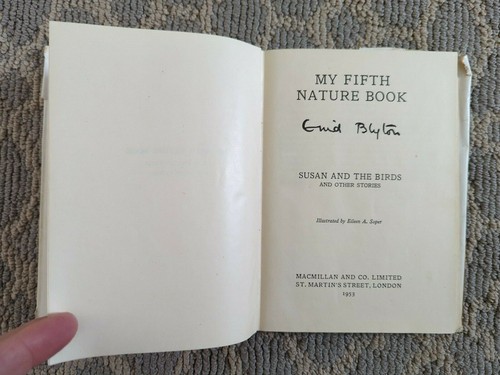 MY FIFTH
NATURE BOOK
Enid Blyton
SUSAN AND THE BIRDS
AND OTHER STORIES
Illustrated by Eileen A. Soper
MACMILLAN AND CO. LIMITED
ST. MARTIN'S STREET, LONDON
1953